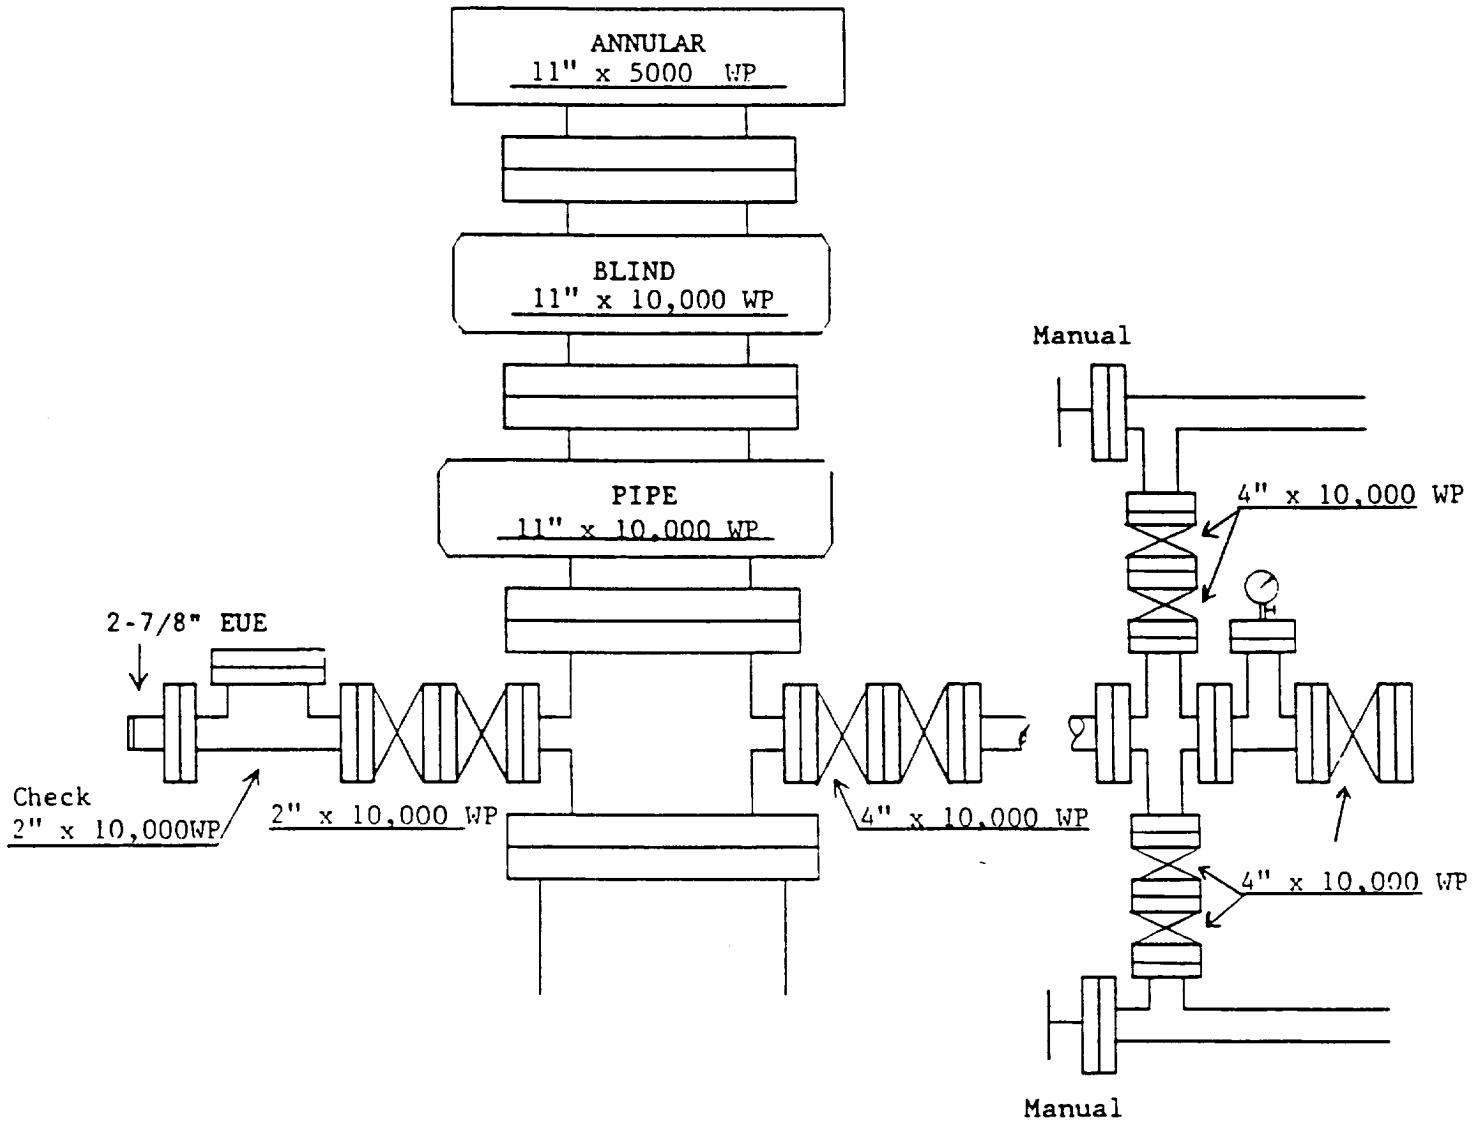 ANNULAR
11" x 5000 WP
BLIND
11" x 10,000 WP
Manual
PIPE
11" x 10,000 WP
4" x 10,000 WP
2-7/8" EUE
Check
2" x 10,000WP
2" x 10,000 WP
4" x 10,000 WP
4" x 10,000 WP
Manual